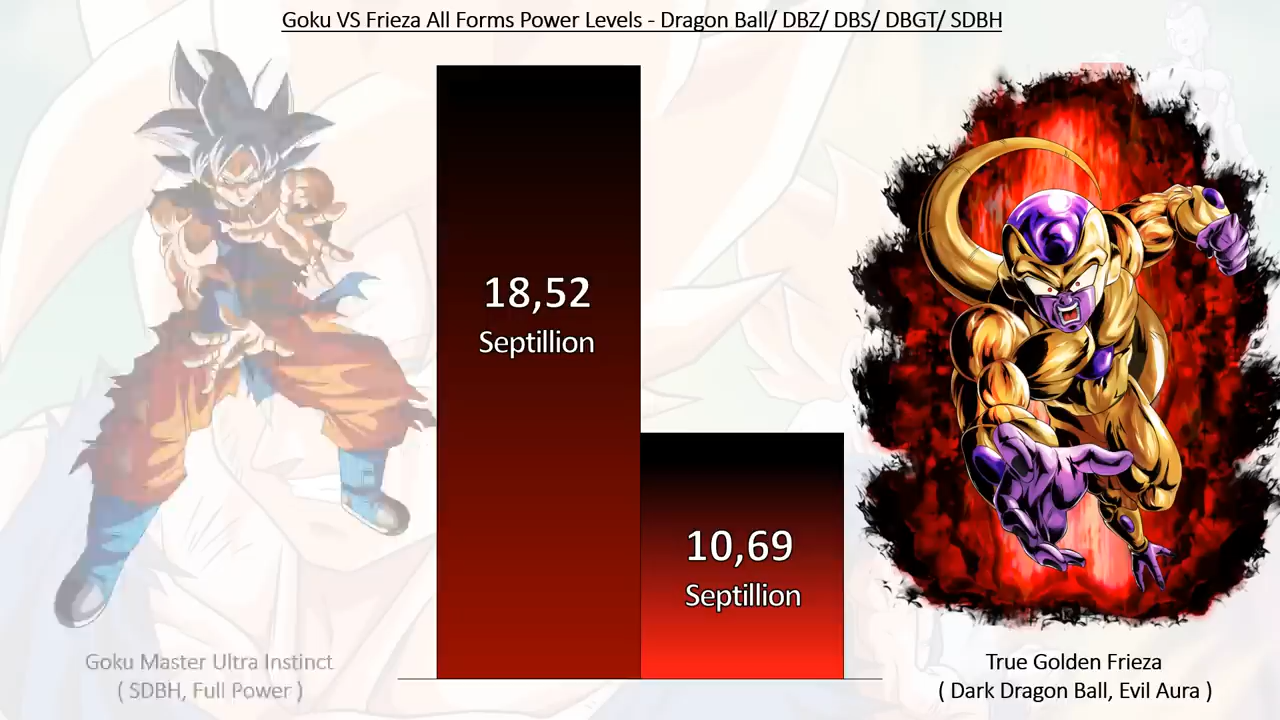 Goku VS Frieza All Forms Power Levels - Dragon Ball/ DBZ/ DBS/ DBGT/ SDBH
18,52
Septillion
10,69
Septillion
Goku Master Ultra Instinct
( SDBH, Full Power )
True Golden Frieza
( Dark Dragon Ball, Evil Aura )